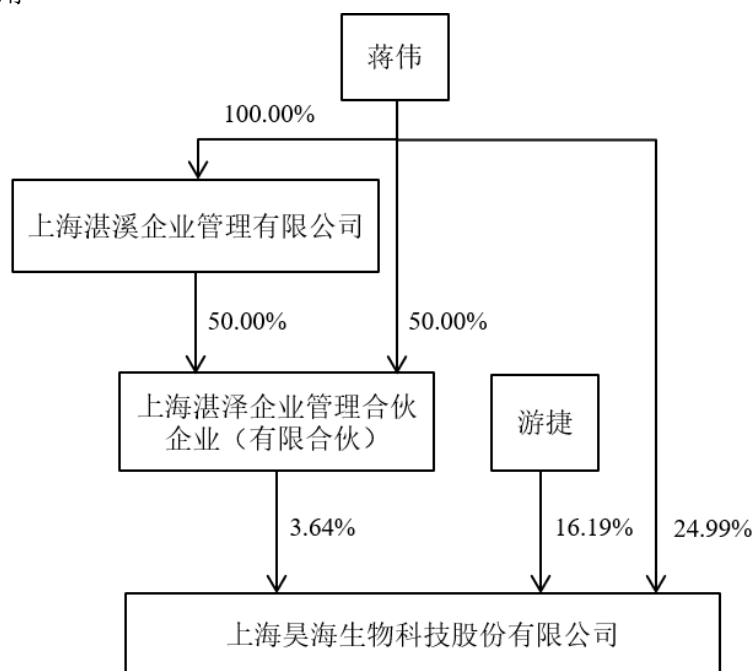 蒋伟
100.00%
上海湛溪企业管理有限公司
50.00%
50.00%
上海湛泽企业管理合伙
企业（有限合伙）
游捷
3.64%
16.19%
24.99%
上海昊海生物科技股份有限公司